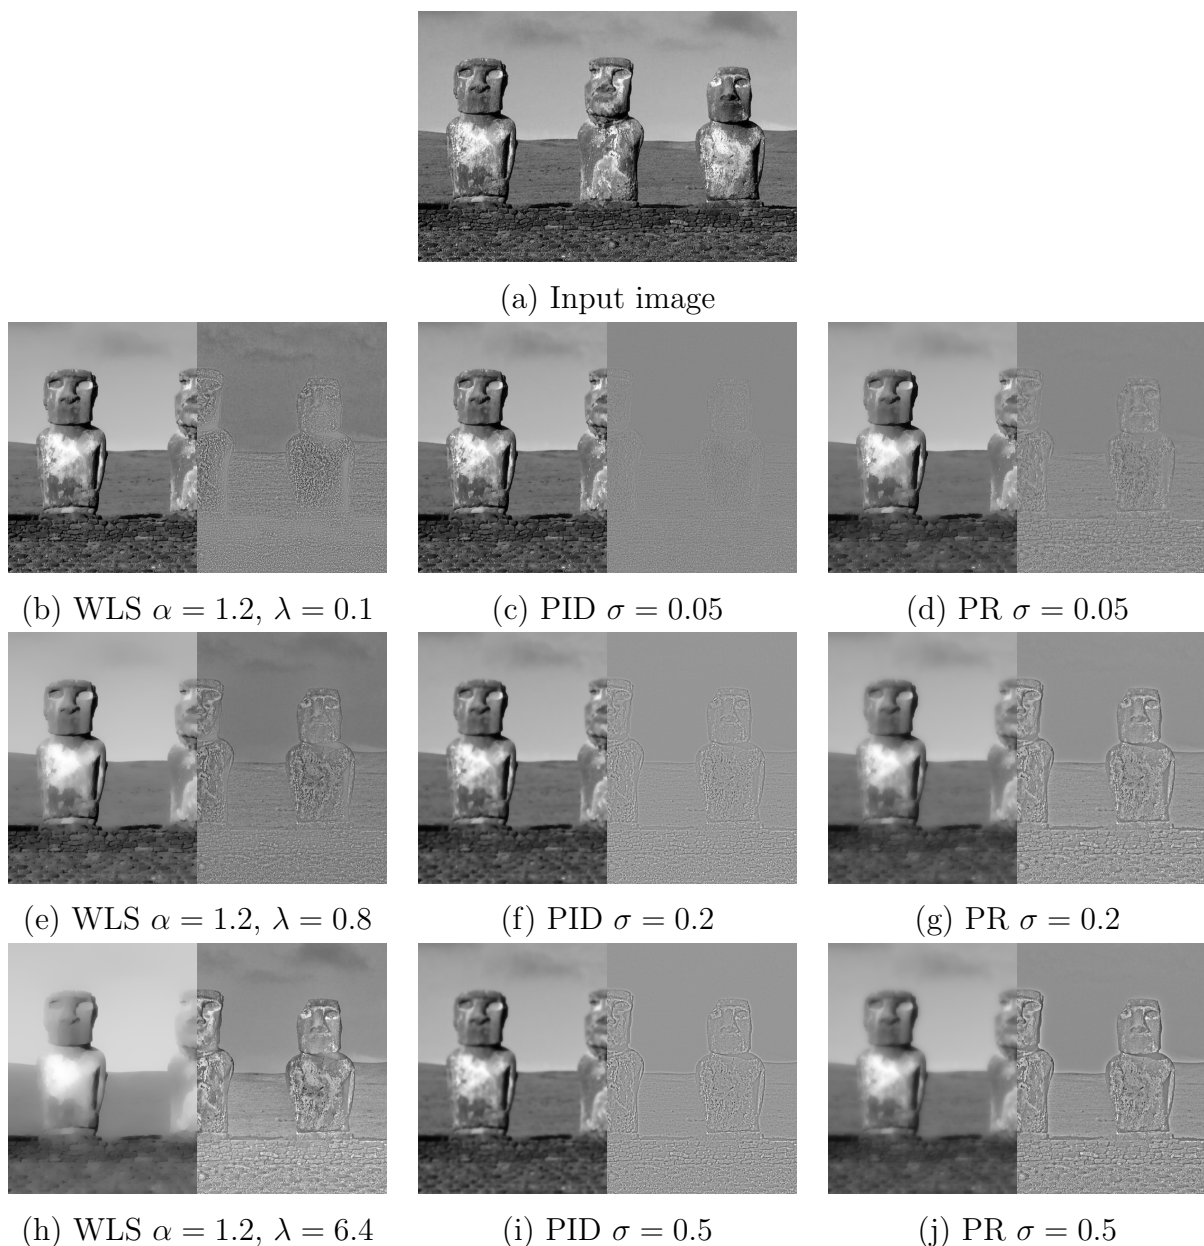 (a) Input image
(b) WLS α = 1.2, λ = 0.1
(c) PID σ = 0.05
(d) PR σ = 0.05
(e) WLS α = 1.2, λ = 0.8
(f) PID σ = 0.2
(g) PR σ = 0.2
(h) WLS α = 1.2, λ = 6.4
(i) PID σ = 0.5
(j) PR σ = 0.5